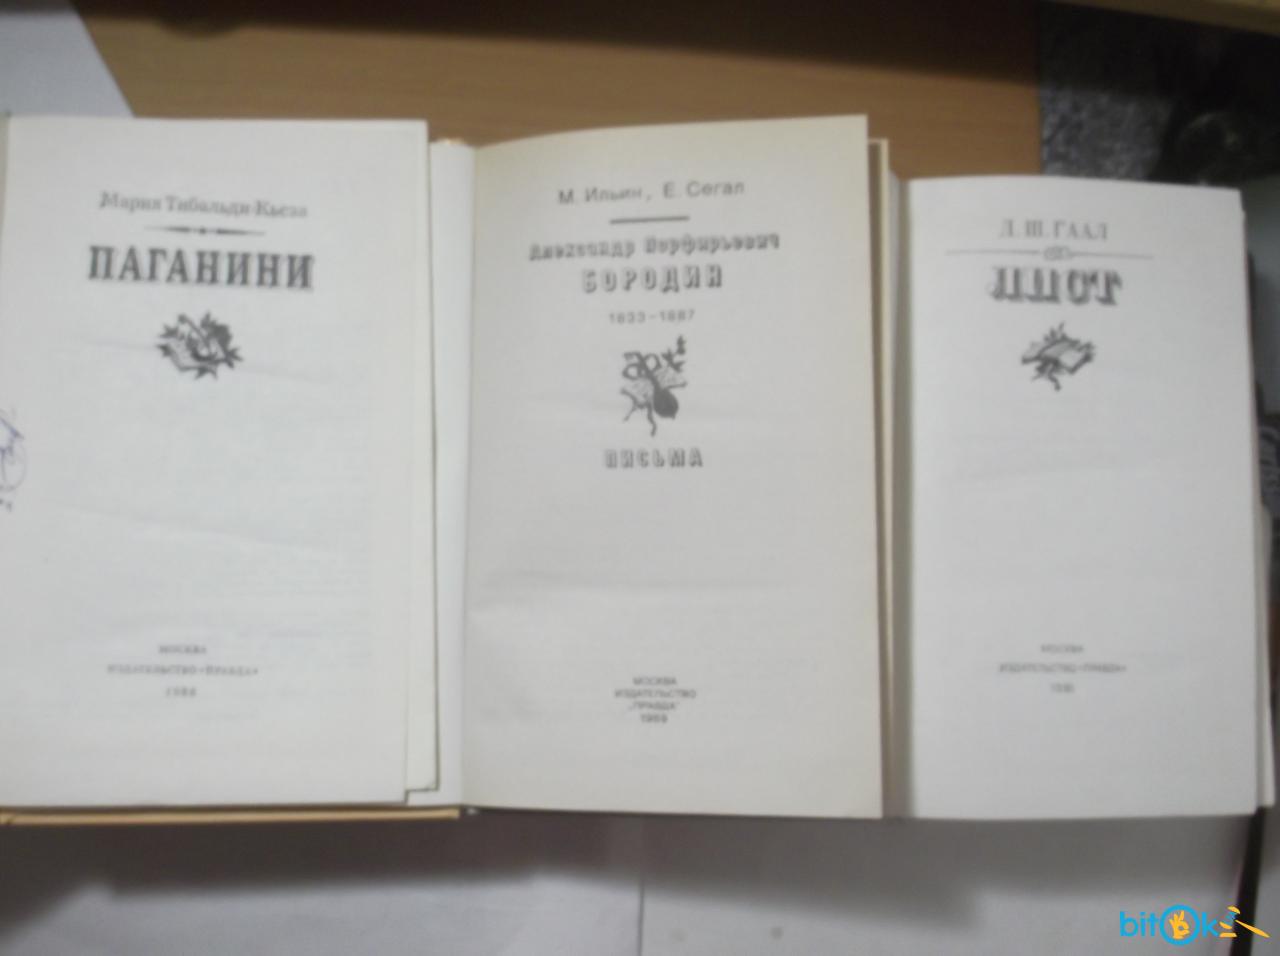 Мария Тибальди-Кьеза
ПАГАНИНИ
МОСКВА
ИЗДАТЕЛЬСТВО «ПРАВДА»
1986
М. Ильин, Е. Сегал
Александр Порфирьевич
БОРОДИН
1833-1887
ПИСЬМА
МОСКВА
ИЗДАТЕЛЬСТВО
„ПРАВДА"
1989
Д. Ш. ГААЛ
ЛИСТ
МОСКВА
ИЗДАТЕЛЬСТВО «ПРАВДА»
bitOk